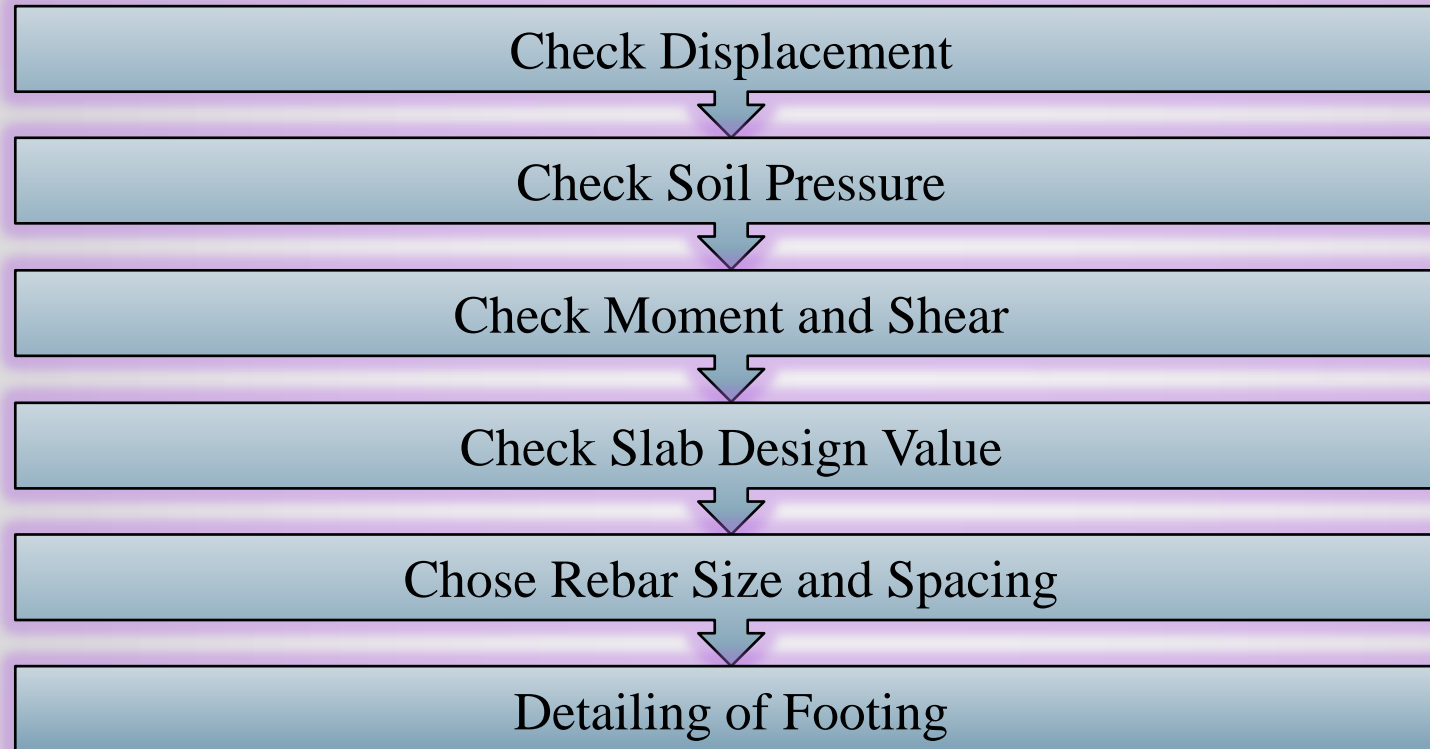 Check Displacement
Check Soil Pressure
Check Moment and Shear
Check Slab Design Value
Chose Rebar Size and Spacing
Detailing of Footing